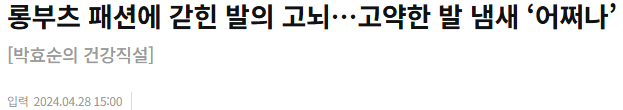 롱부츠 패션에 갇힌 발의 고뇌…고약한 발 냄새 ‘어쩌나’
[박효순의 건강직설]
입력 2024.04.28 15:00